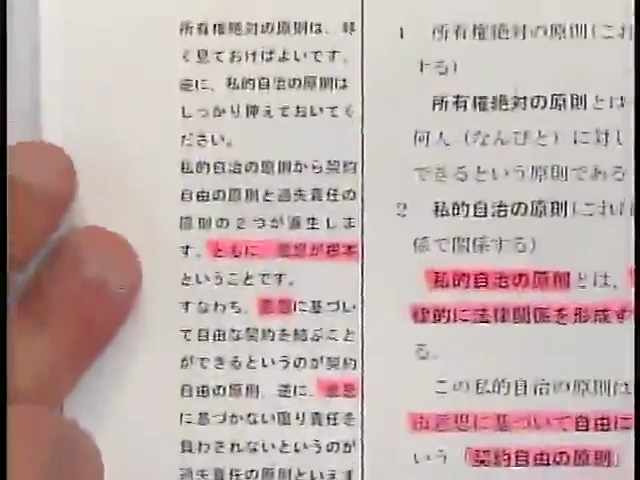 所有権絶対の原則は、軽
く見ておけばよいです。
逆に、私的自治の原則は
しっかり押えておいてく
ださい。
私的自治の原則から契約
自由の原則と過失責任の
原則の2つが派生しま
す。ともに、意思が根本
ということです。
すなわち、意思に基づい
て自由な契約を結ぶこと
ができるというのが契約
自由の原則、逆に、意思
に基づかない限り責任を
負わされないというのが
過失責任の原則といえま
1 所有権絶対の原則(これ
する)
所有権絶対の原則とは
何人(なんぴと)に対し
できるという原則である
2 私的自治の原則(これは
係で関係する)
私的自治の原則とは、
律的に法律関係を形成す
る。
この私的自治の原則は
由意思に基づいて自由に
いう「契約自由の原則」